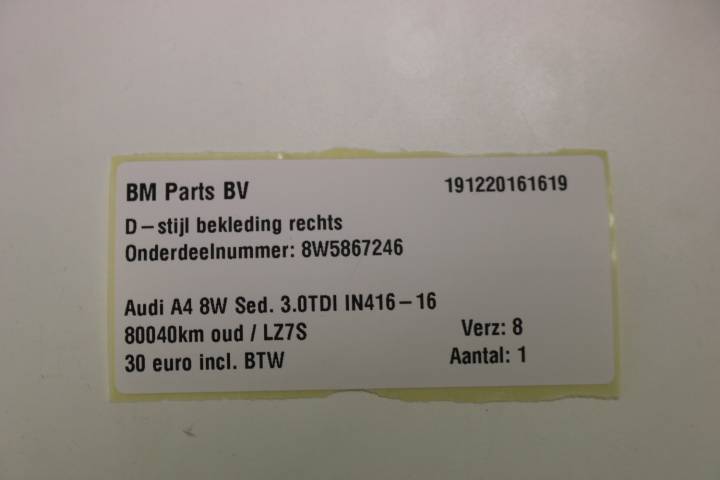 BM Parts BV 191220161619
D-stijl bekleding rechts
Onderdeelnummer: 8W5867246
Audi A4 8W Sed. 3.0TDI IN416-16
80040km oud / LZ7S Verz: 8
30 euro incl. BTW Aantal: 1